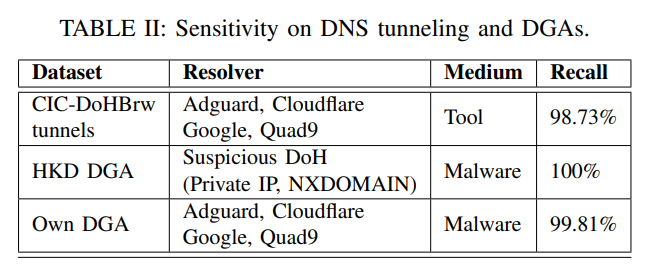 TABLE II: Sensitivity on DNS tunneling and DGAs.
Dataset Resolver Medium Recall
CIC-DoHBrw tunnels Adguard, Cloudflare Google, Quad9 Tool 98.73%
HKD DGA Suspicious DoH (Private IP, NXDOMAIN) Malware 100%
Own DGA Adguard, Cloudflare Google, Quad9 Malware 99.81%